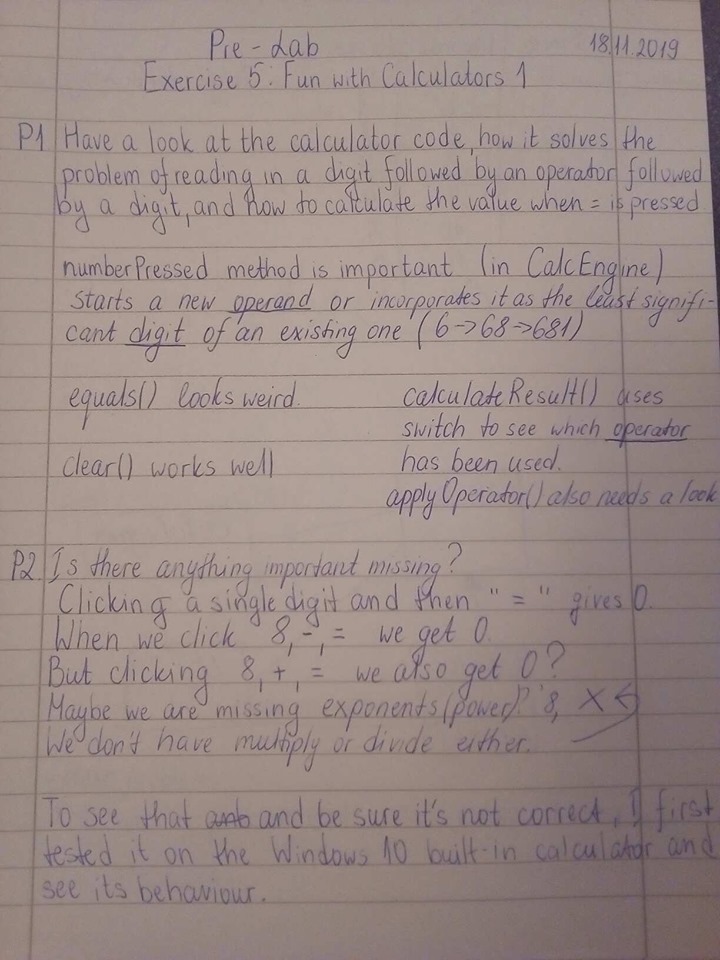 Pre-Lab 18.11.2019
Exercise 5: Fun with Calculators 1
P1 Have a look at the calculator code, how it solves the
problem of reading in a digit followed by an operator followed
by a digit, and how to calculate the value when = is pressed
numberPressed method is important (in CalcEngine)
starts a new operand or incorporates it as the least signifi-
cant digit of an existing one (6->68->681)
equals() looks weird. calculateResult() uses
switch to see which operator
clear() works well has been used.
applyOperator() also needs a look
P2 Is there anything important missing?
Clicking a single digit and then "=" gives 0.
When we click 8, -, = we get 0.
But clicking 8, +, = we also get 0?
Maybe we are missing exponents (power)? 8, X
We don't have multiply or divide either.
To see that and be sure it's not correct, I first
tested it on the Windows 10 built-in calculator and
see its behaviour.